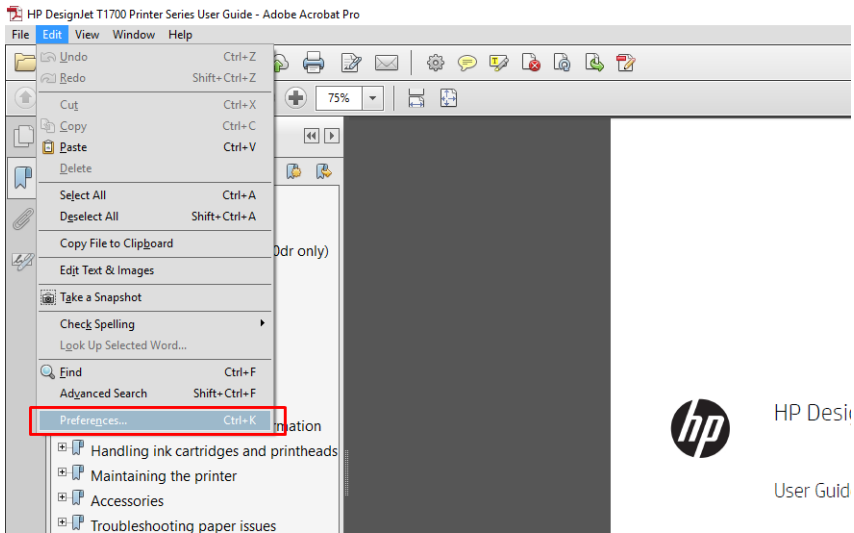 HP DesignJet T1700 Printer Series User Guide - Adobe Acrobat Pro
File Edit View Window Help
Undo Ctrl+Z
Redo Shift+Ctrl+Z
75%
Cut Ctrl+X
Copy Ctrl+C
Paste Ctrl+V
Delete
Select All Ctrl+A
Deselect All Shift+Ctrl+A
Copy File to Clipboard
0dr only)
Edit Text & Images
Take a Snapshot
Check Spelling
Look Up Selected Word...
Find Ctrl+F
Advanced Search Shift+Ctrl+F
Preferences... Ctrl+K
mation
hp
HP Desig
Handling ink cartridges and printheads
Maintaining the printer
User Guid
Accessories
Troubleshooting paper issues